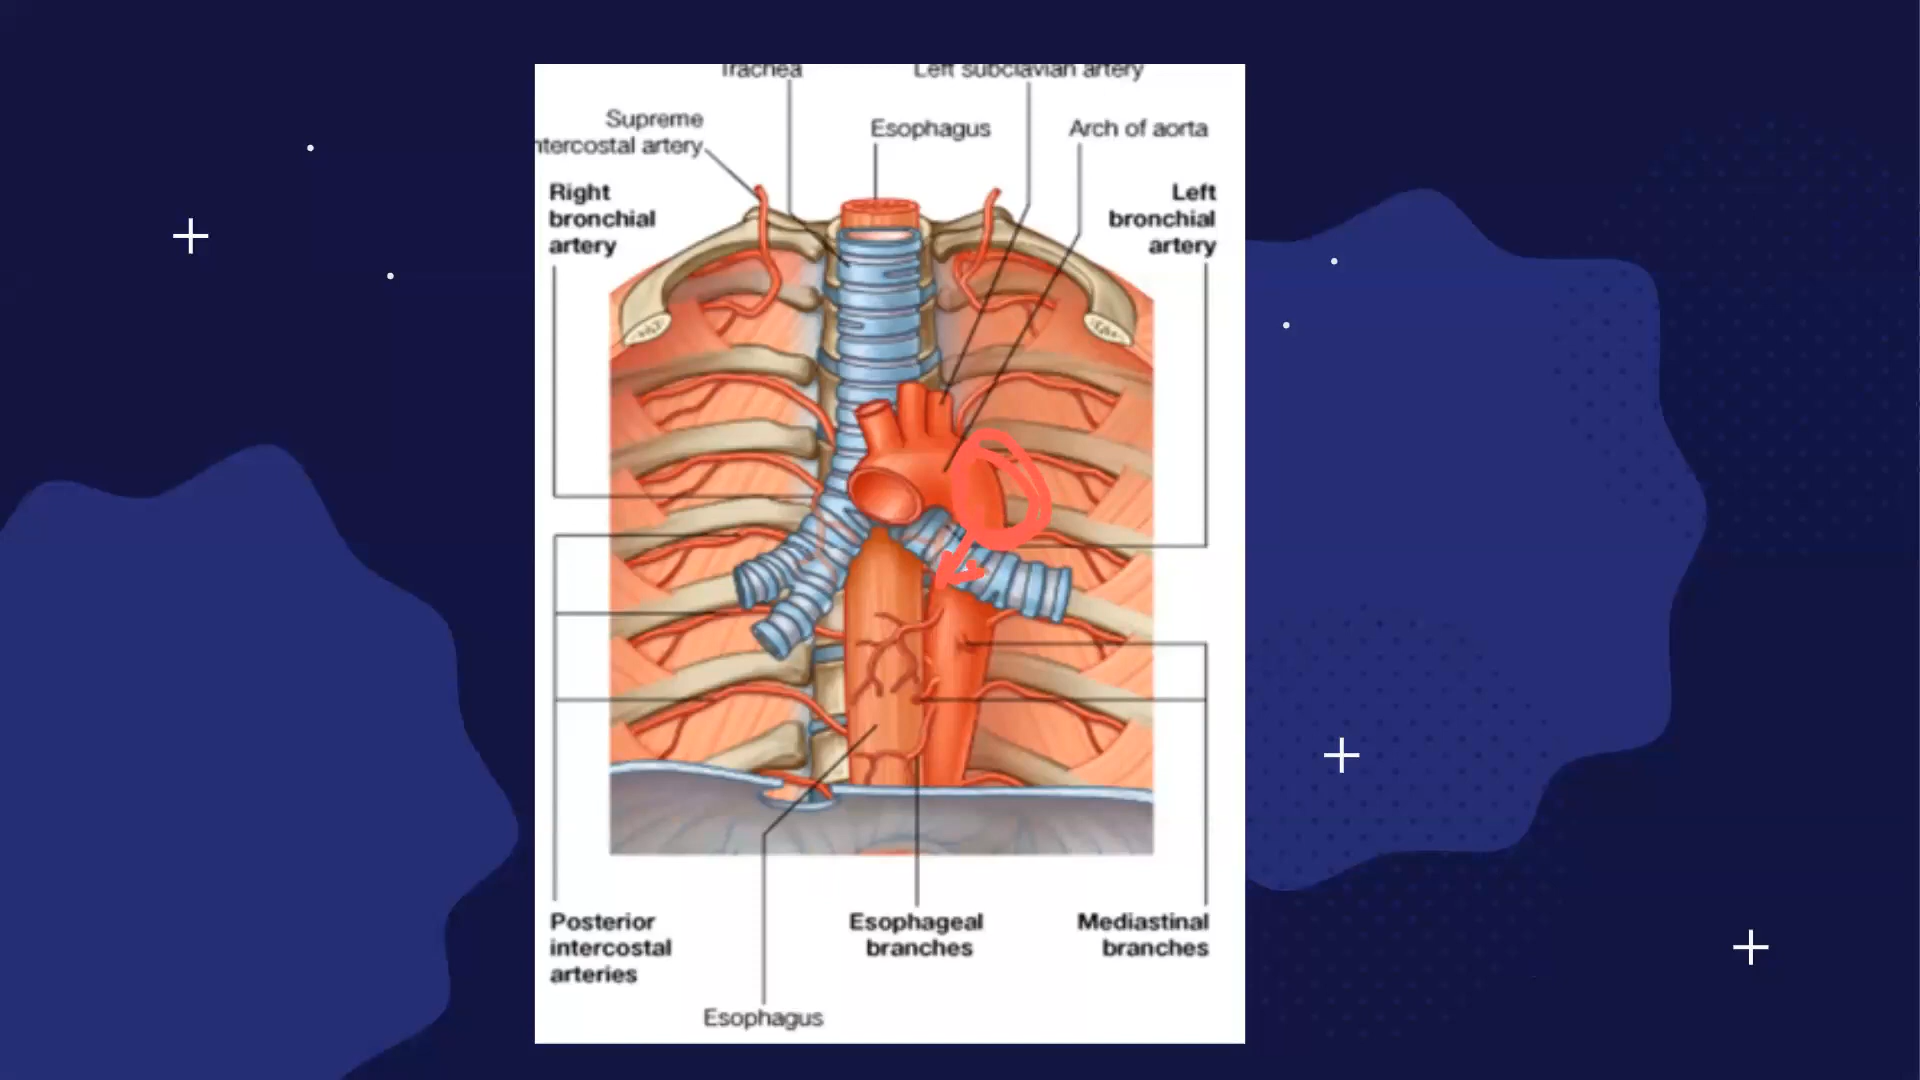 Trachea
Left subclavian artery
Supreme
ntercostal artery
Esophagus
Arch of aorta
Right
bronchial
artery
Left
bronchial
artery
Posterior
intercostal
arteries
Esophageal
branches
Mediastinal
branches
Esophagus